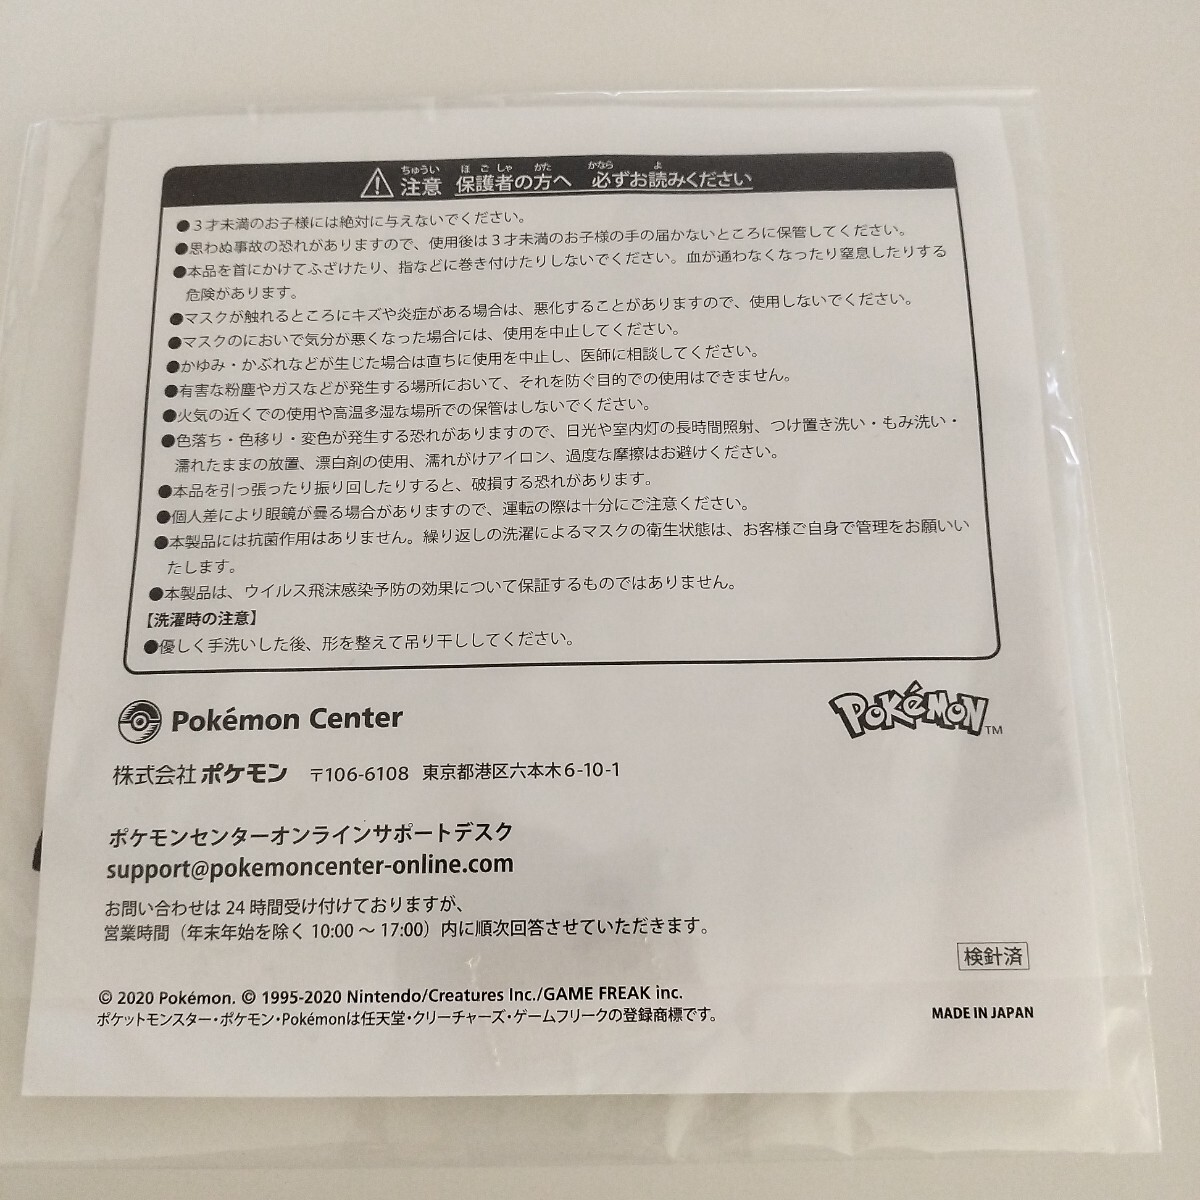 注意 保護者の方へ 必ずお読みください
ちゅうい ほごしゃ かた かなら よ
●3才未満のお子様には絶対に与えないでください。
●思わぬ事故の恐れがありますので、使用後は3才未満のお子様の手の届かないところに保管してください。
●本品を首にかけてふざけたり、指などに巻き付けたりしないでください。血が通わなくなったり窒息したりする
危険があります。
●マスクが触れるところにキズや炎症がある場合は、悪化することがありますので、使用しないでください。
●マスクのにおいで気分が悪くなった場合には、使用を中止してください。
●かゆみ・かぶれなどが生じた場合は直ちに使用を中止し、医師に相談してください。
●有害な粉塵やガスなどが発生する場所において、それを防ぐ目的での使用はできません。
●火気の近くでの使用や高温多湿な場所での保管はしないでください。
●色落ち・色移り・変色が発生する恐れがありますので、日光や室内灯の長時間照射、つけ置き洗い・もみ洗い・
濡れたままの放置、漂白剤の使用、濡れがけアイロン、過度な摩擦はお避けください。
●本品を引っ張ったり振り回したりすると、破損する恐れがあります。
●個人差により眼鏡が曇る場合がありますので、運転の際は十分にご注意ください。
●本製品には抗菌作用はありません。繰り返しの洗濯によるマスクの衛生状態は、お客様ご自身で管理をお願いい
たします。
●本製品は、ウイルス飛沫感染予防の効果について保証するものではありません。
【洗濯時の注意】
●優しく手洗いした後、形を整えて吊り干ししてください。
Pokémon Center
POKéMON TM
株式会社ポケモン 〒106-6108 東京都港区六本木6-10-1
ポケモンセンターオンラインサポートデスク
support@pokemoncenter-online.com
お問い合わせは24時間受け付けておりますが、
営業時間（年末年始を除く10:00～17:00）内に順次回答させていただきます。
検針済
© 2020 Pokémon. © 1995-2020 Nintendo/Creatures Inc./GAME FREAK inc.
ポケットモンスター・ポケモン・Pokémonは任天堂・クリーチャーズ・ゲームフリークの登録商標です。
MADE IN JAPAN